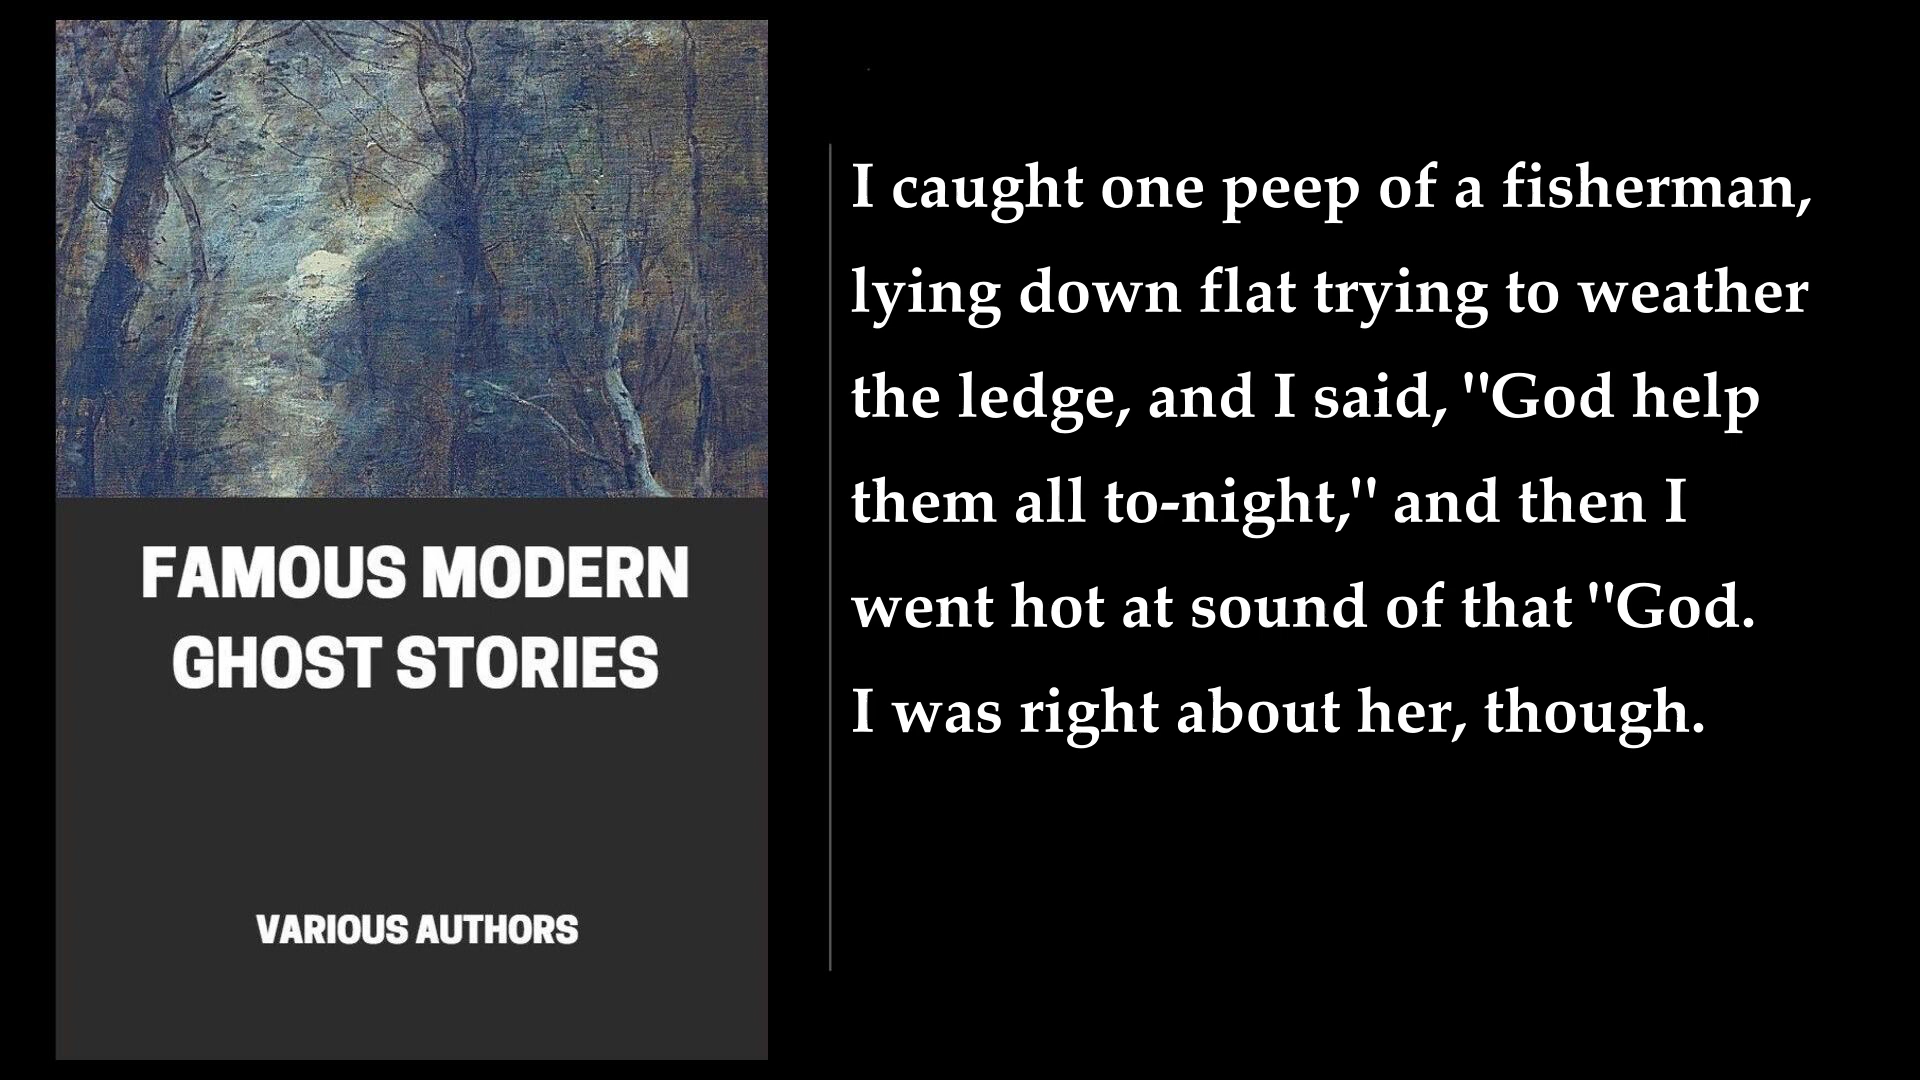 FAMOUS MODERN
GHOST STORIES
VARIOUS AUTHORS
I caught one peep of a fisherman,
lying down flat trying to weather
the ledge, and I said, "God help
them all to-night," and then I
went hot at sound of that "God.
I was right about her, though.